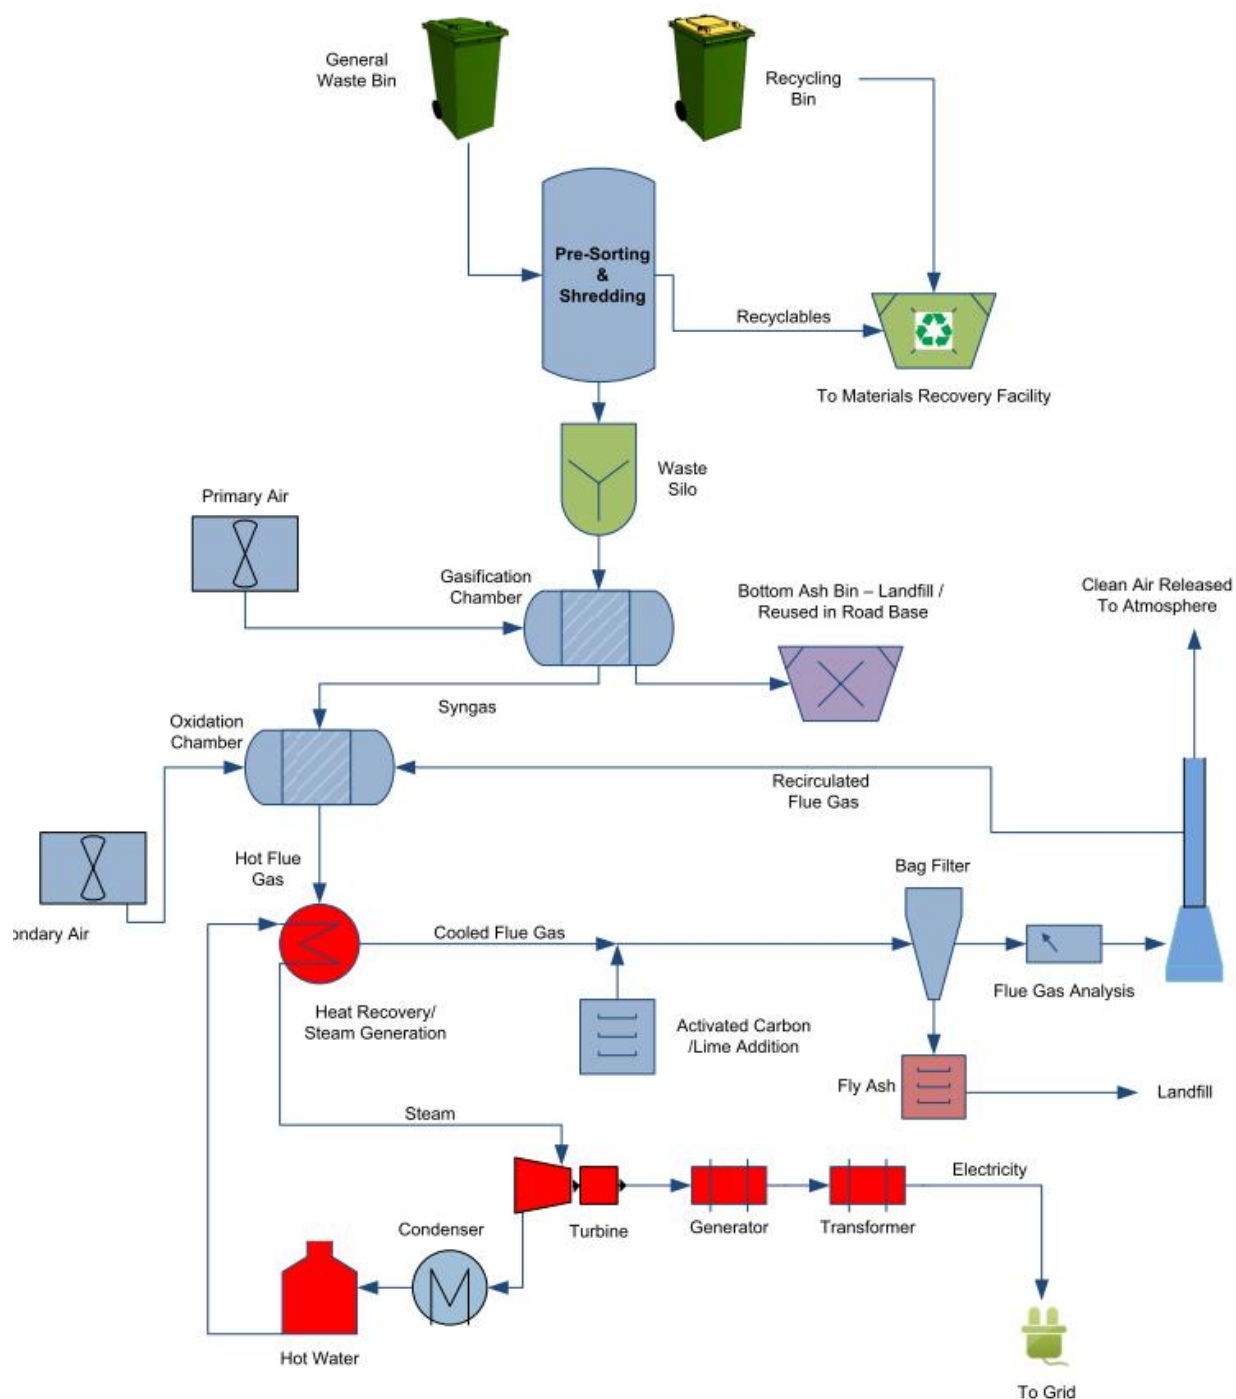 General
Waste Bin
Recycling
Bin
Pre-Sorting
&
Shredding
Recyclables
To Materials Recovery Facility
Waste
Silo
Primary Air
Gasification
Chamber
Bottom Ash Bin – Landfill /
Reused in Road Base
Clean Air Released
To Atmosphere
Syngas
Oxidation
Chamber
Recirculated
Flue Gas
Hot Flue
Gas
Bag Filter
ondary Air
Cooled Flue Gas
Flue Gas Analysis
Heat Recovery/
Steam Generation
Activated Carbon
/Lime Addition
Fly Ash
Landfill
Steam
Electricity
Turbine
Generator
Transformer
Condenser
Hot Water
To Grid